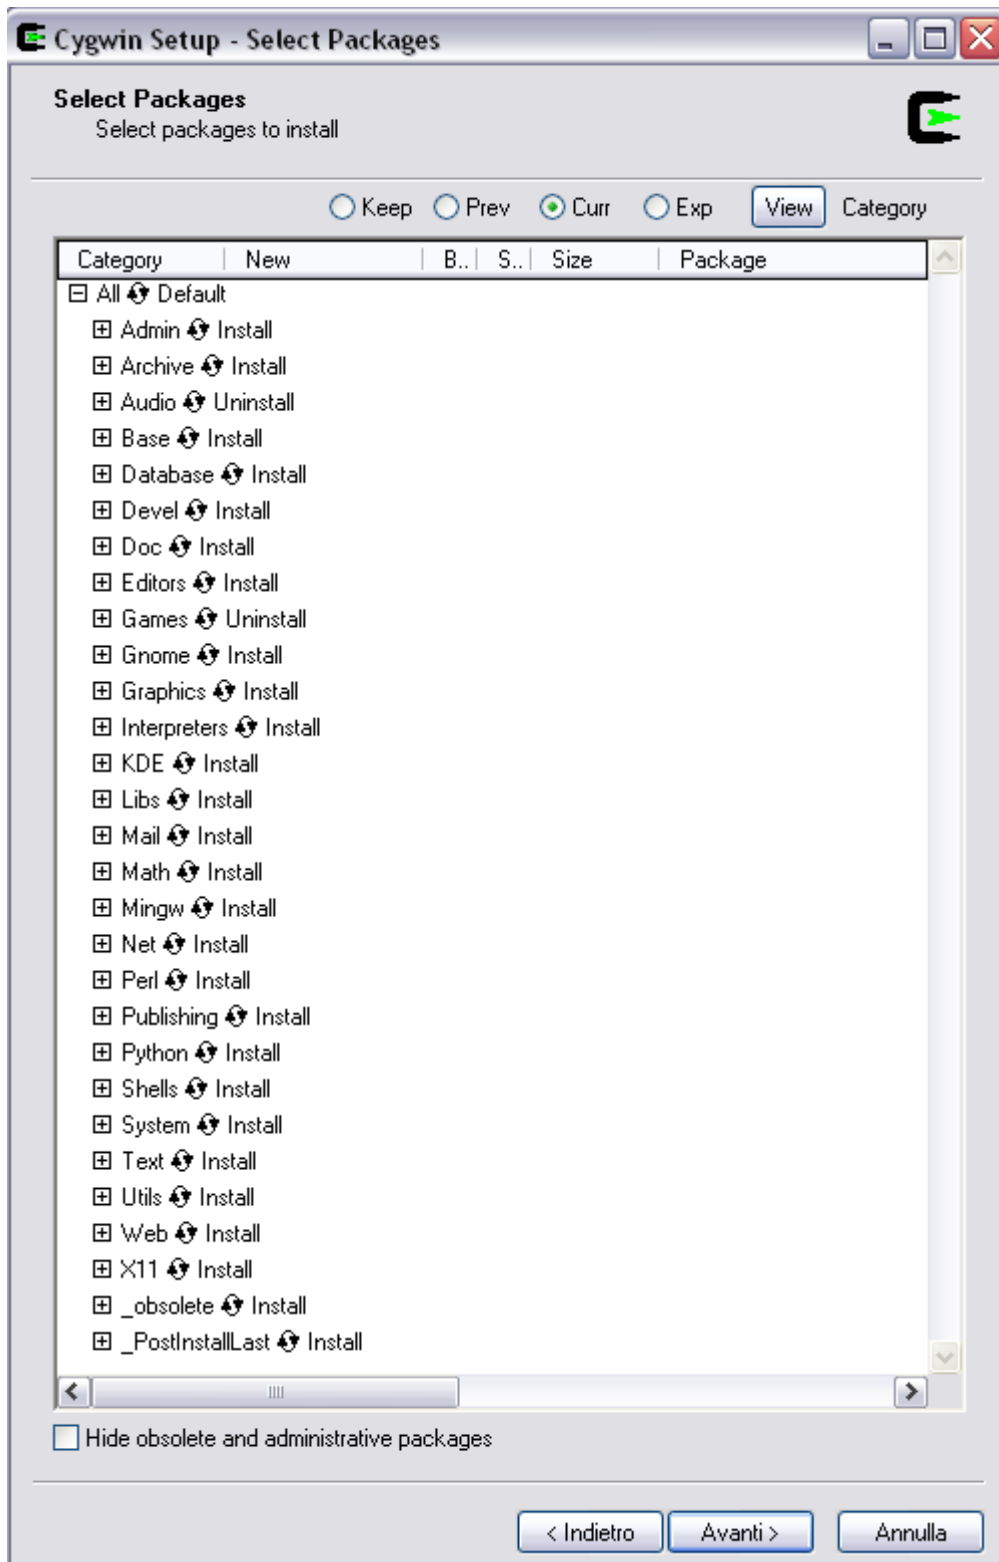 Cygwin Setup - Select Packages
Select Packages
Select packages to install
Keep Prev Curr Exp View Category
Category New B.. S.. Size Package
All Default
Admin Install
Archive Install
Audio Uninstall
Base Install
Database Install
Devel Install
Doc Install
Editors Install
Games Uninstall
Gnome Install
Graphics Install
Interpreters Install
KDE Install
Libs Install
Mail Install
Math Install
Mingw Install
Net Install
Perl Install
Publishing Install
Python Install
Shells Install
System Install
Text Install
Utils Install
Web Install
X11 Install
_obsolete Install
_PostInstallLast Install
Hide obsolete and administrative packages
< Indietro Avanti > Annulla